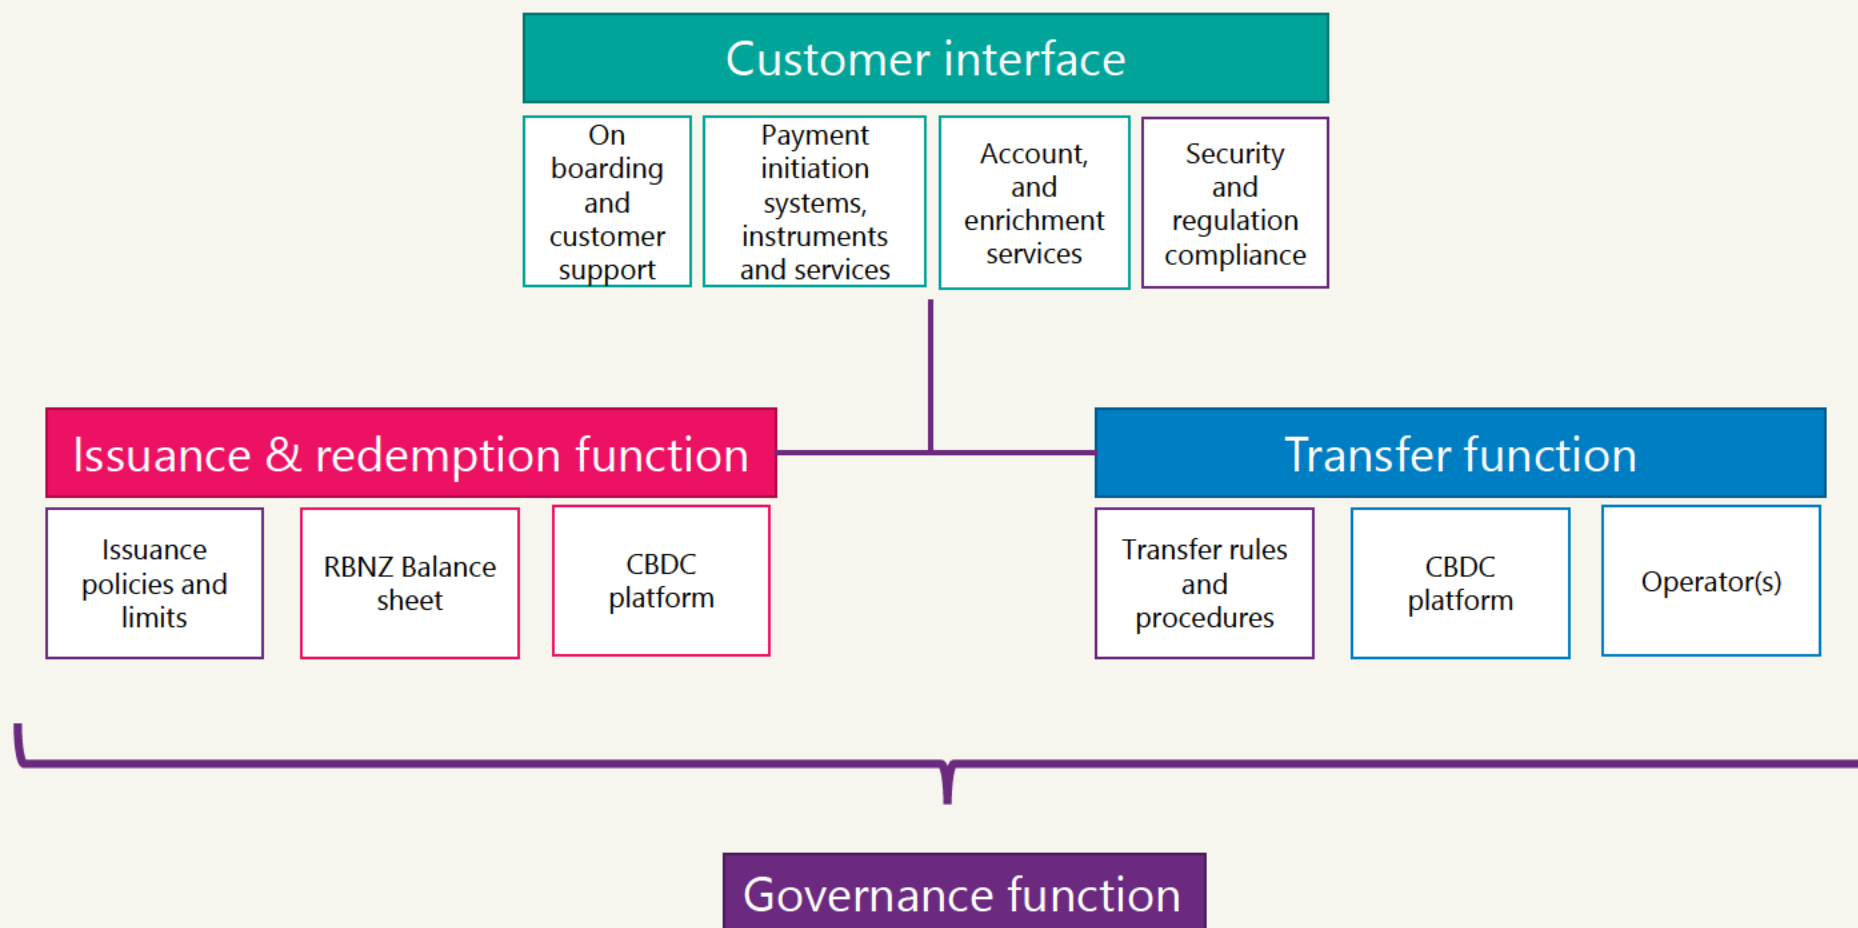 Customer interface
On
boarding
and
customer
support
Payment
initiation
systems,
instruments
and services
Account,
and
enrichment
services
Security
and
regulation
compliance
Issuance & redemption function
Transfer function
Issuance
policies and
limits
RBNZ Balance
sheet
CBDC
platform
Transfer rules
and
procedures
CBDC
platform
Operator(s)
Governance function